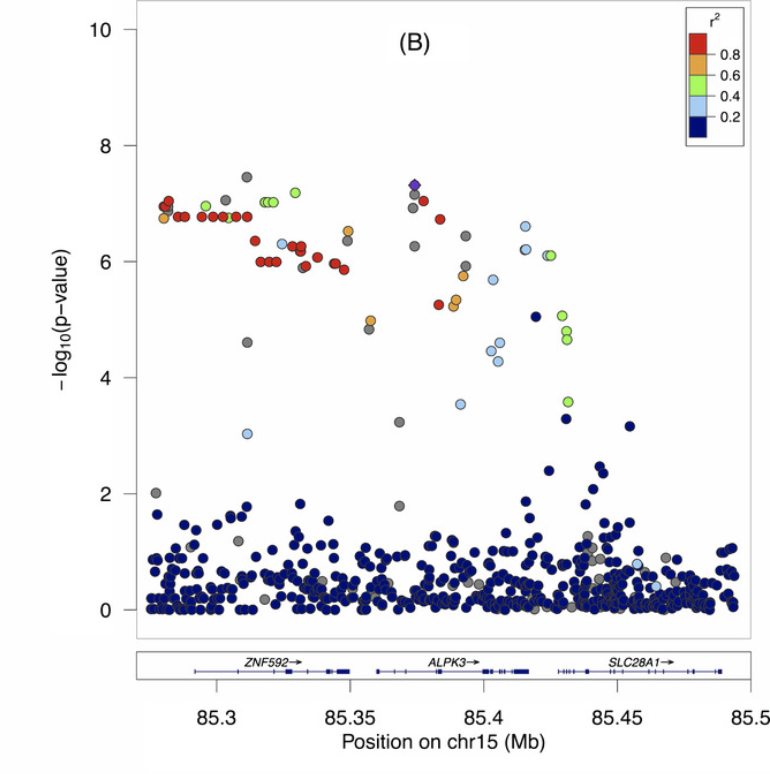 (B)
r2
0.8
0.6
0.4
0.2
10
8
6
4
2
0
−log10(p−value)
ZNF592→ ALPK3→ SLC28A1→
85.3 85.35 85.4 85.45 85.5
Position on chr15 (Mb)